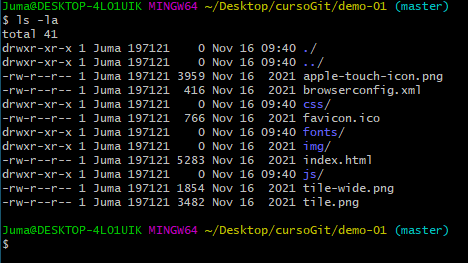 Juma@DESKTOP-4L01UIK MINGW64 ~/Desktop/cursoGit/demo-01 (master)
$ ls -la
total 41
drwxr-xr-x 1 Juma 197121    0 Nov 16 09:40 ./
drwxr-xr-x 1 Juma 197121    0 Nov 16 09:40 ../
-rw-r--r-- 1 Juma 197121 3959 Nov 16  2021 apple-touch-icon.png
-rw-r--r-- 1 Juma 197121  416 Nov 16  2021 browserconfig.xml
drwxr-xr-x 1 Juma 197121    0 Nov 16 09:40 css/
-rw-r--r-- 1 Juma 197121  766 Nov 16  2021 favicon.ico
drwxr-xr-x 1 Juma 197121    0 Nov 16 09:40 fonts/
drwxr-xr-x 1 Juma 197121    0 Nov 16 09:40 img/
-rw-r--r-- 1 Juma 197121 5283 Nov 16  2021 index.html
drwxr-xr-x 1 Juma 197121    0 Nov 16 09:40 js/
-rw-r--r-- 1 Juma 197121 1854 Nov 16  2021 tile-wide.png
-rw-r--r-- 1 Juma 197121 3482 Nov 16  2021 tile.png
Juma@DESKTOP-4L01UIK MINGW64 ~/Desktop/cursoGit/demo-01 (master)
$